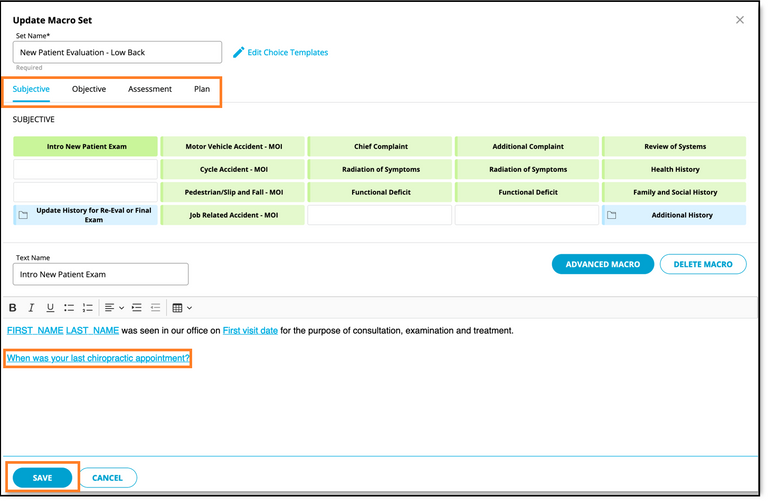 Update Macro Set
Set Name*
New Patient Evaluation - Low Back
Edit Choice Templates
Required
Subjective Objective Assessment Plan
SUBJECTIVE
Intro New Patient Exam Motor Vehicle Accident - MOI Chief Complaint Additional Complaint Review of Systems
Cycle Accident - MOI Radiation of Symptoms Radiation of Symptoms Health History
Pedestrian/Slip and Fall - MOI Functional Deficit Functional Deficit Family and Social History
Update History for Re-Eval or Final
Exam
Job Related Accident - MOI Additional History
Text Name
Intro New Patient Exam
ADVANCED MACRO DELETE MACRO
B I U
FIRST_NAME LAST_NAME was seen in our office on First visit date for the purpose of consultation, examination and treatment.
When was your last chiropractic appointment?
SAVE CANCEL